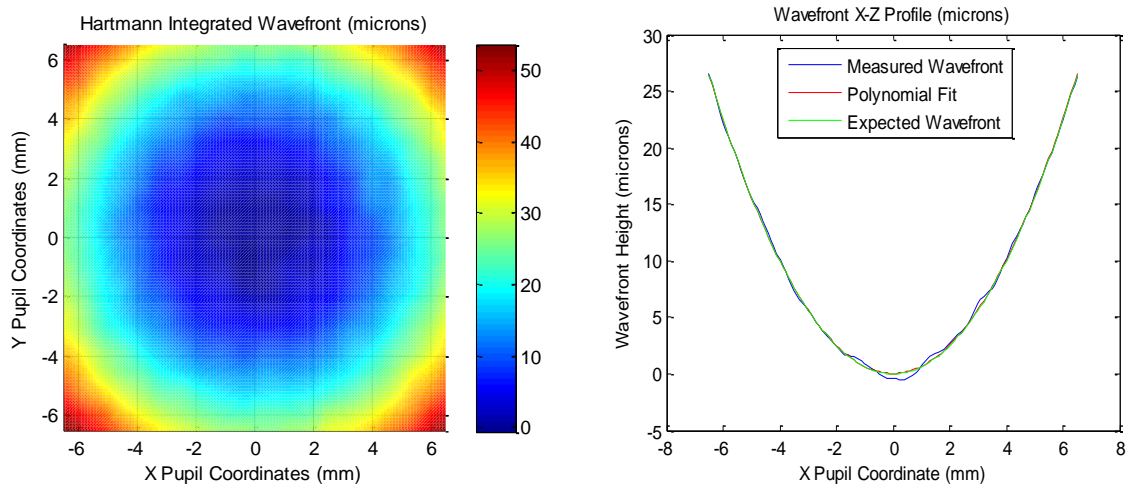 Hartmann Integrated Wavefront (microns)
Y Pupil Coordinates (mm)
6
4
2
0
-2
-4
-6
-6 -4 -2 0 2 4 6
X Pupil Coordinates (mm)
50
40
30
20
10
0
Wavefront X-Z Profile (microns)
Wavefront Height (microns)
30
25
20
15
10
5
0
-5
Measured Wavefront
Polynomial Fit
Expected Wavefront
-8 -6 -4 -2 0 2 4 6 8
X Pupil Coordinate (mm)